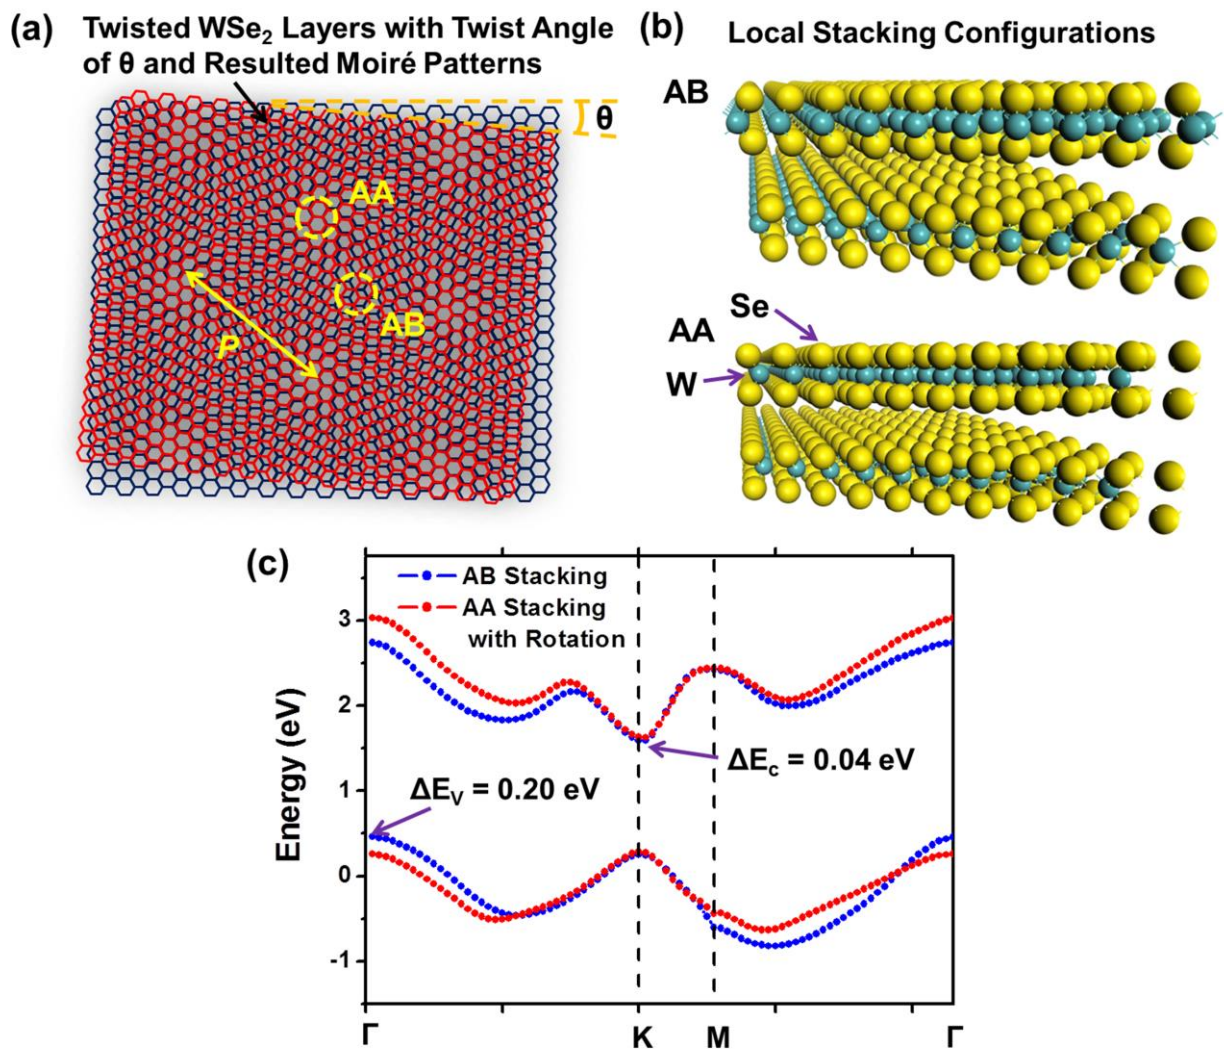 (a) Twisted WSe₂ Layers with Twist Angle
of θ and Resulted Moiré Patterns
θ
AA
AB
P
(b) Local Stacking Configurations
AB
Se
AA
W
(c)
AB Stacking
AA Stacking
with Rotation
3
2
1
0
-1
Energy (eV)
ΔE_c = 0.04 eV
ΔE_V = 0.20 eV
Γ K M Γ